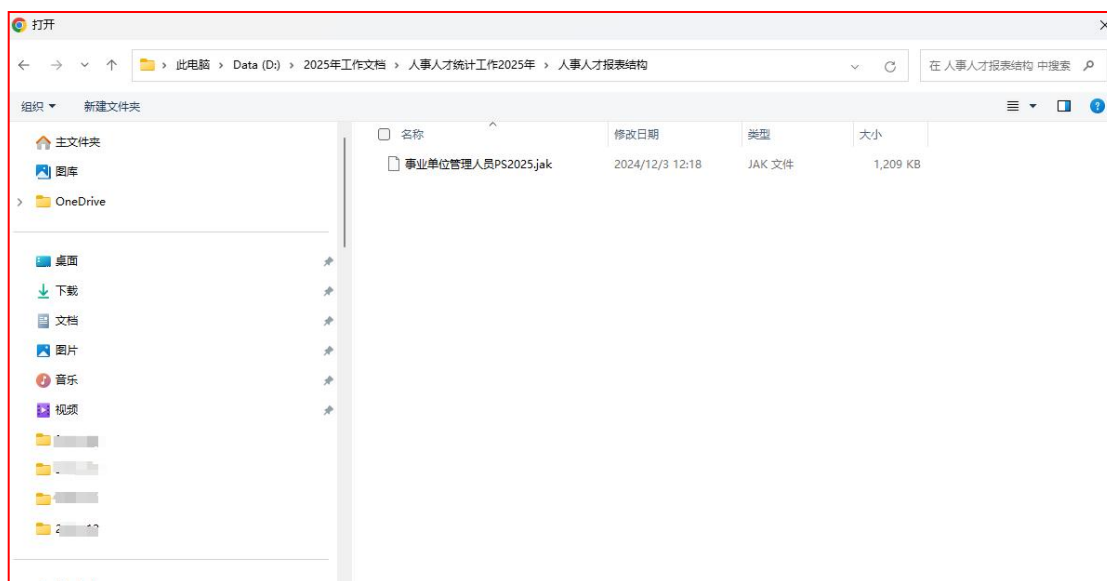 打开
此电脑 › Data (D:) › 2025年工作文档 › 人事人才统计工作2025年 › 人事人才报表结构
在 人事人才报表结构 中搜索
组织 新建文件夹
名称 修改日期 类型 大小
事业单位管理人员PS2025.jak 2024/12/3 12:18 JAK 文件 1,209 KB
主文件夹
图库
OneDrive
桌面
下载
文档
图片
音乐
视频